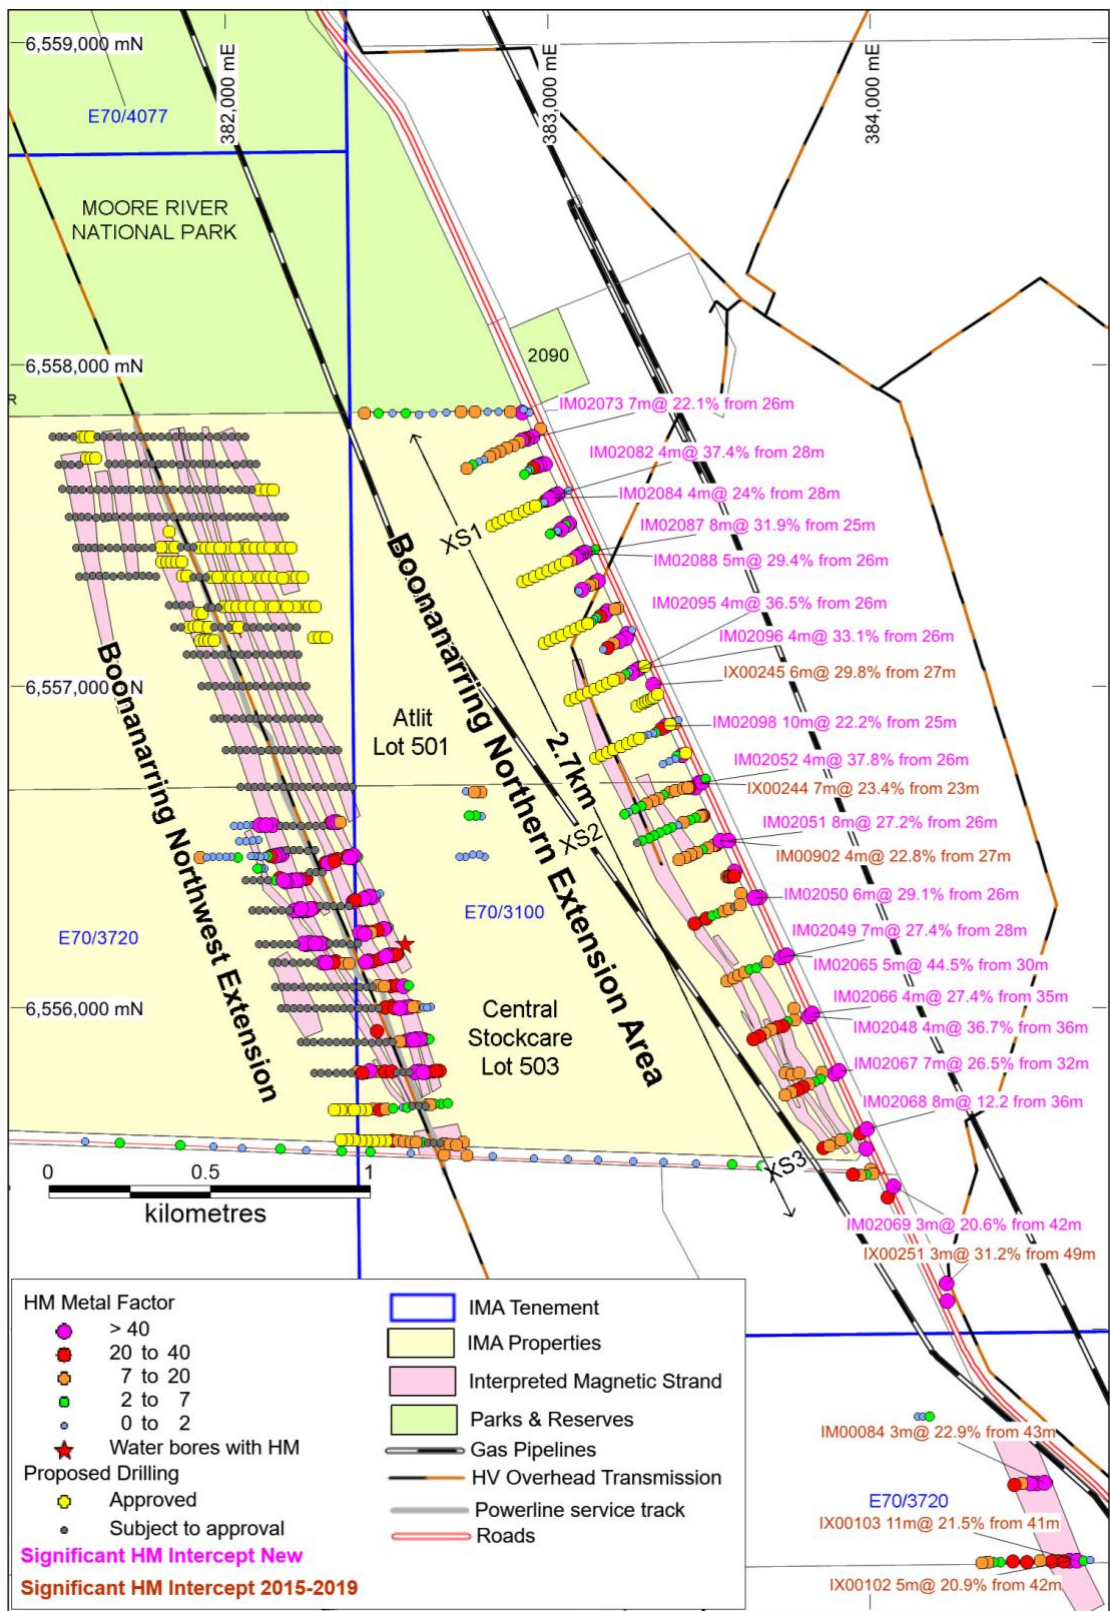 6,559,000 mN
382,000 mE
383,000 mE
384,000 mE
E70/4077
MOORE RIVER
NATIONAL PARK
2090
6,558,000 mN
R
IM02073 7m@ 22.1% from 26m
IM02082 4m@ 37.4% from 28m
IM02084 4m@ 24% from 28m
XS1
IM02087 8m@ 31.9% from 25m
IM02088 5m@ 29.4% from 26m
IM02095 4m@ 36.5% from 26m
IM02096 4m@ 33.1% from 26m
IX00245 6m@ 29.8% from 27m
6,557,000 mN
Atlit
Lot 501
IM02098 10m@ 22.2% from 25m
2.7km
IM02052 4m@ 37.8% from 26m
IX00244 7m@ 23.4% from 23m
IM02051 8m@ 27.2% from 26m
XS2
IM00902 4m@ 22.8% from 27m
Boonanarring Northwest Extension
Boonanarring Northern Extension Area
IM02050 6m@ 29.1% from 26m
E70/3100
E70/3720
IM02049 7m@ 27.4% from 28m
IM02065 5m@ 44.5% from 30m
6,556,000 mN
Central
Stockcare
Lot 503
IM02066 4m@ 27.4% from 35m
IM02048 4m@ 36.7% from 36m
IM02067 7m@ 26.5% from 32m
IM02068 8m@ 12.2 from 36m
XS3
0 0.5 1
kilometres
IM02069 3m@ 20.6% from 42m
IX00251 3m@ 31.2% from 49m
IM00084 3m@ 22.9% from 43m
E70/3720
IX00103 11m@ 21.5% from 41m
IX00102 5m@ 20.9% from 42m
HM Metal Factor
> 40
20 to 40
7 to 20
2 to 7
0 to 2
Water bores with HM
Proposed Drilling
Approved
Subject to approval
Significant HM Intercept New
Significant HM Intercept 2015-2019
IMA Tenement
IMA Properties
Interpreted Magnetic Strand
Parks & Reserves
Gas Pipelines
HV Overhead Transmission
Powerline service track
Roads